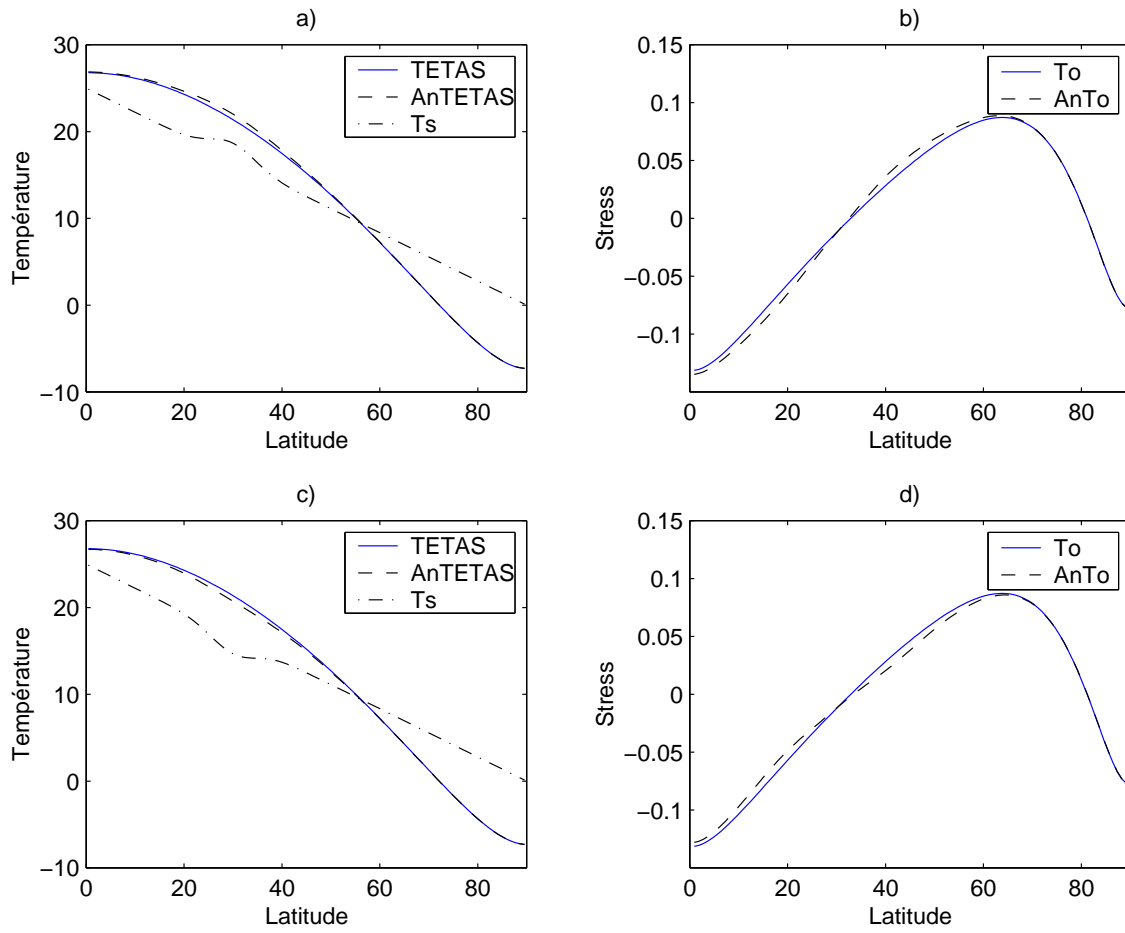 a)
30
20
10
0
−10
Température
0
20
40
60
80
Latitude
TETAS
AnTETAS
Ts
b)
0.15
0.1
0.05
0
−0.05
−0.1
Stress
0
20
40
60
80
Latitude
To
AnTo
c)
30
20
10
0
−10
Température
0
20
40
60
80
Latitude
TETAS
AnTETAS
Ts
d)
0.15
0.1
0.05
0
−0.05
−0.1
Stress
0
20
40
60
80
Latitude
To
AnTo